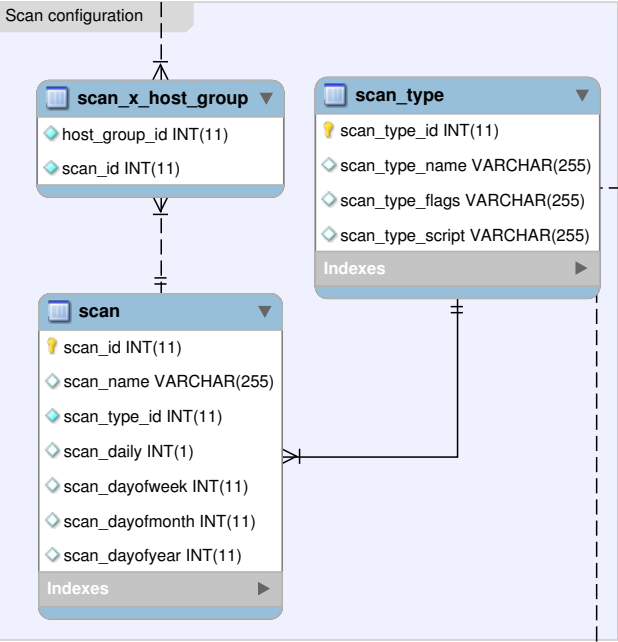 Scan configuration
scan_x_host_group
host_group_id INT(11)
scan_id INT(11)
scan_type
scan_type_id INT(11)
scan_type_name VARCHAR(255)
scan_type_flags VARCHAR(255)
scan_type_script VARCHAR(255)
Indexes
scan
scan_id INT(11)
scan_name VARCHAR(255)
scan_type_id INT(11)
scan_daily INT(1)
scan_dayofweek INT(11)
scan_dayofmonth INT(11)
scan_dayofyear INT(11)
Indexes